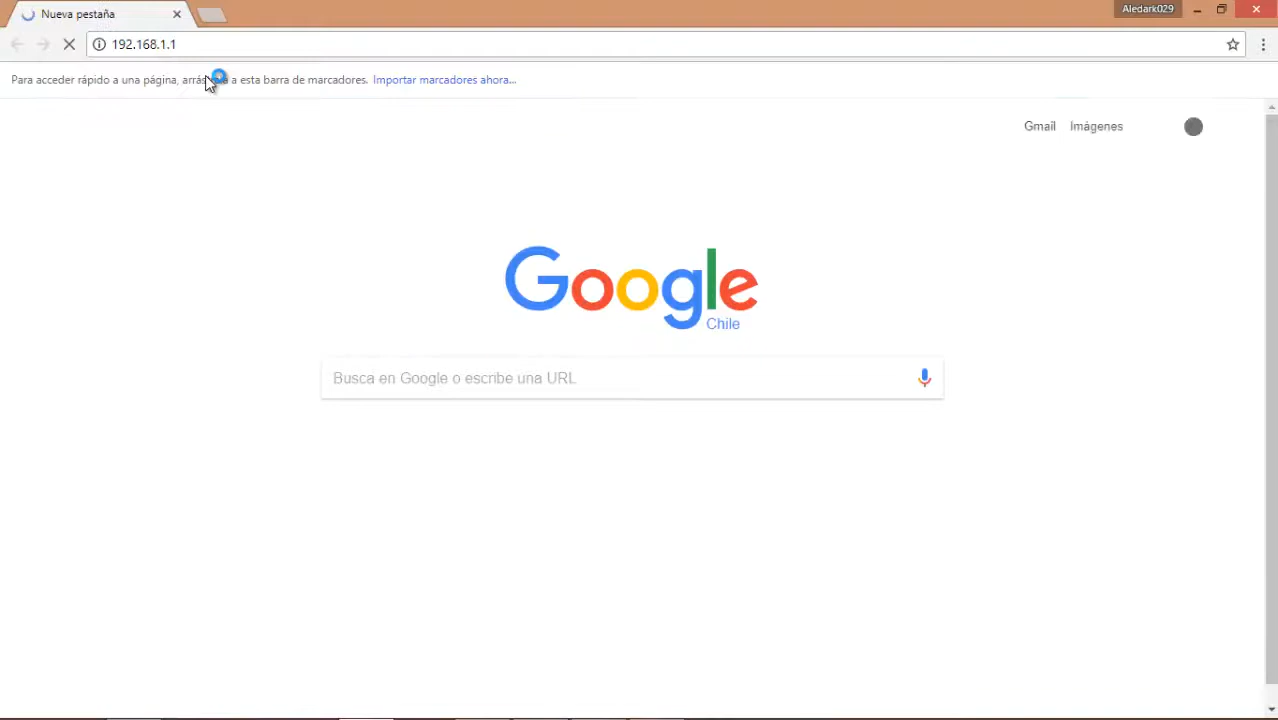 Nueva pestaña
Aledark029
192.168.1.1
Para acceder rápido a una página, a esta barra de marcadores. Importar marcadores ahora...
Gmail Imágenes
Google
Chile
Busca en Google o escribe una URL